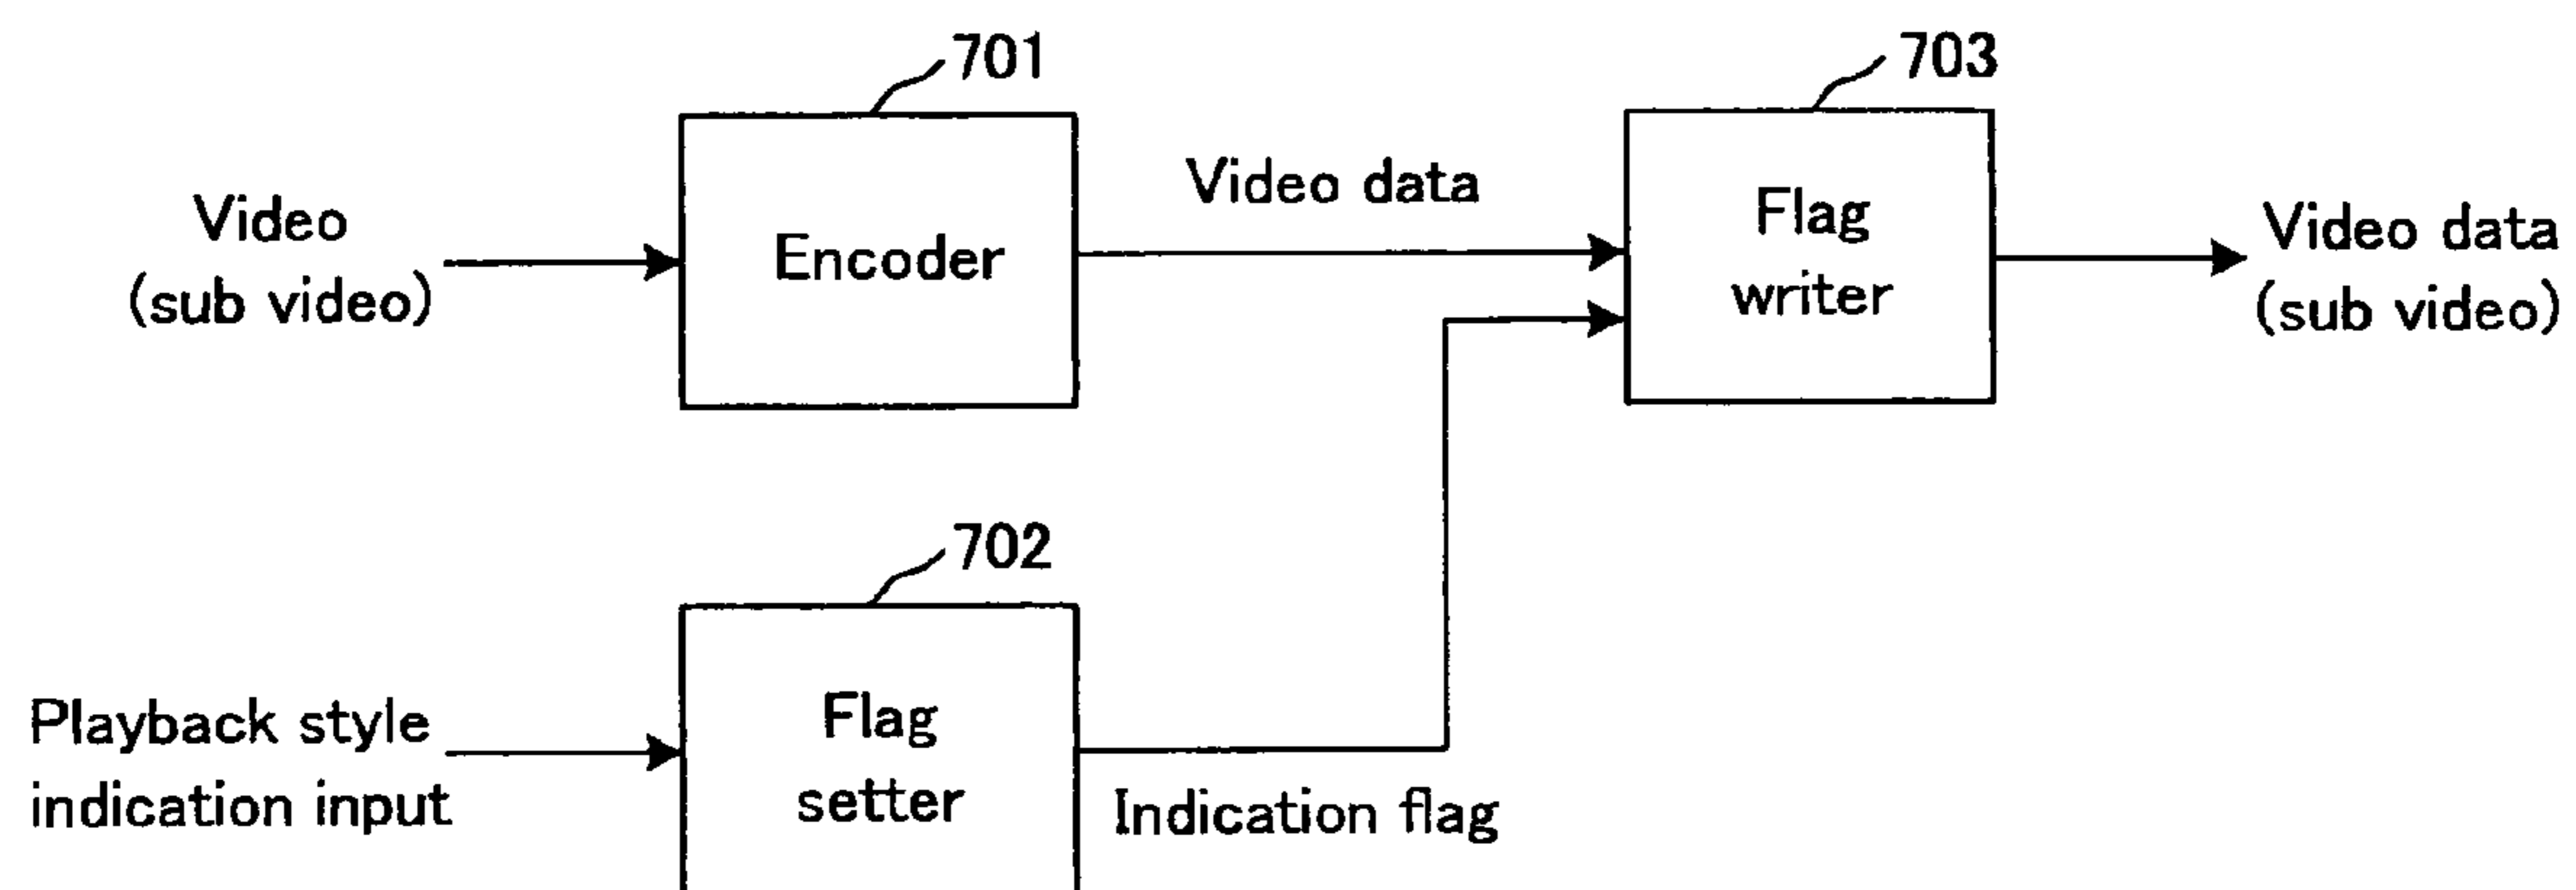 701
703
Video
(sub video)
Encoder
Video data
Flag
writer
Video data
(sub video)
702
Playback style
indication input
Flag
setter
Indication flag